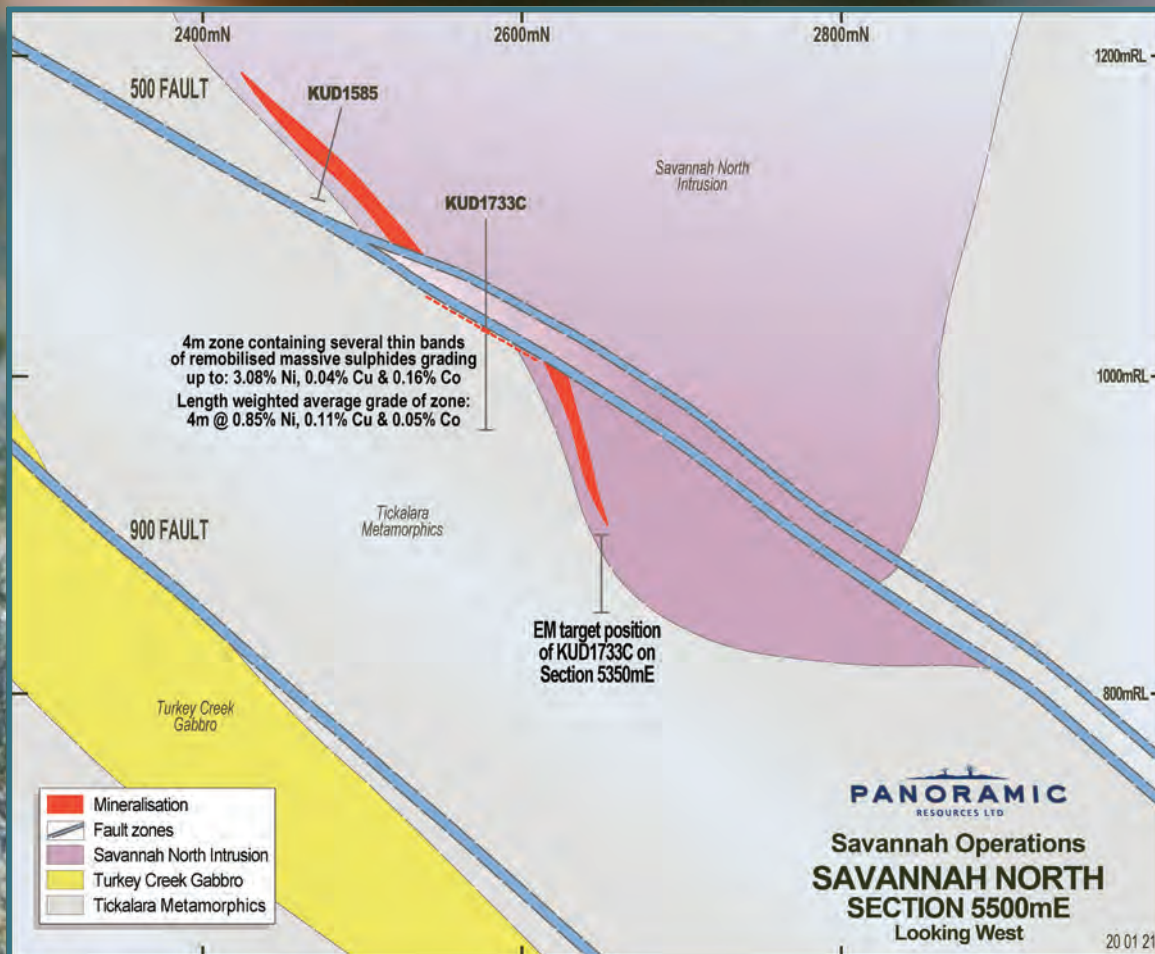 2400mN
2600mN
2800mN
1200mRL
500 FAULT
KUD1585
Savannah North
Intrusion
KUD1733C
4m zone containing several thin bands
of remobilised massive sulphides grading
up to: 3.08% Ni, 0.04% Cu & 0.16% Co
Length weighted average grade of zone:
4m @ 0.85% Ni, 0.11% Cu & 0.05% Co
1000mRL
Tickalara
Metamorphics
900 FAULT
EM target position
of KUD1733C on
Section 5350mE
800mRL
Turkey Creek
Gabbro
Mineralisation
Fault zones
Savannah North Intrusion
Turkey Creek Gabbro
Tickalara Metamorphics
PANORAMIC
RESOURCES LTD
Savannah Operations
SAVANNAH NORTH
SECTION 5500mE
Looking West
20 01 21